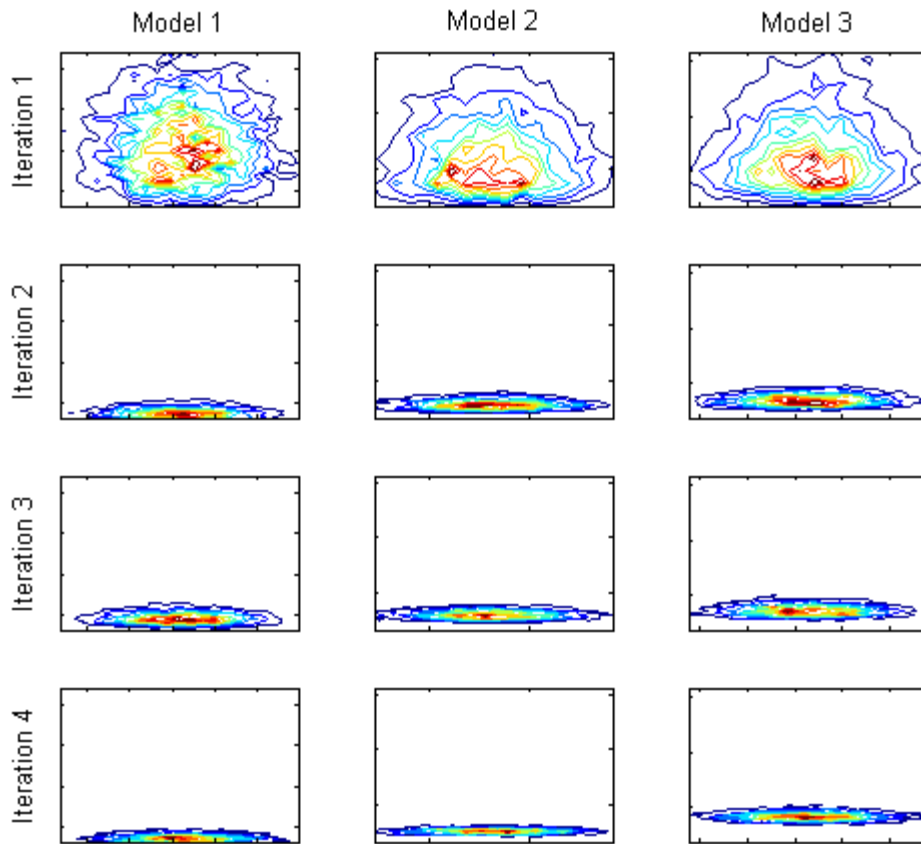 Model 1
Model 2
Model 3
Iteration 1
Iteration 2
Iteration 3
Iteration 4